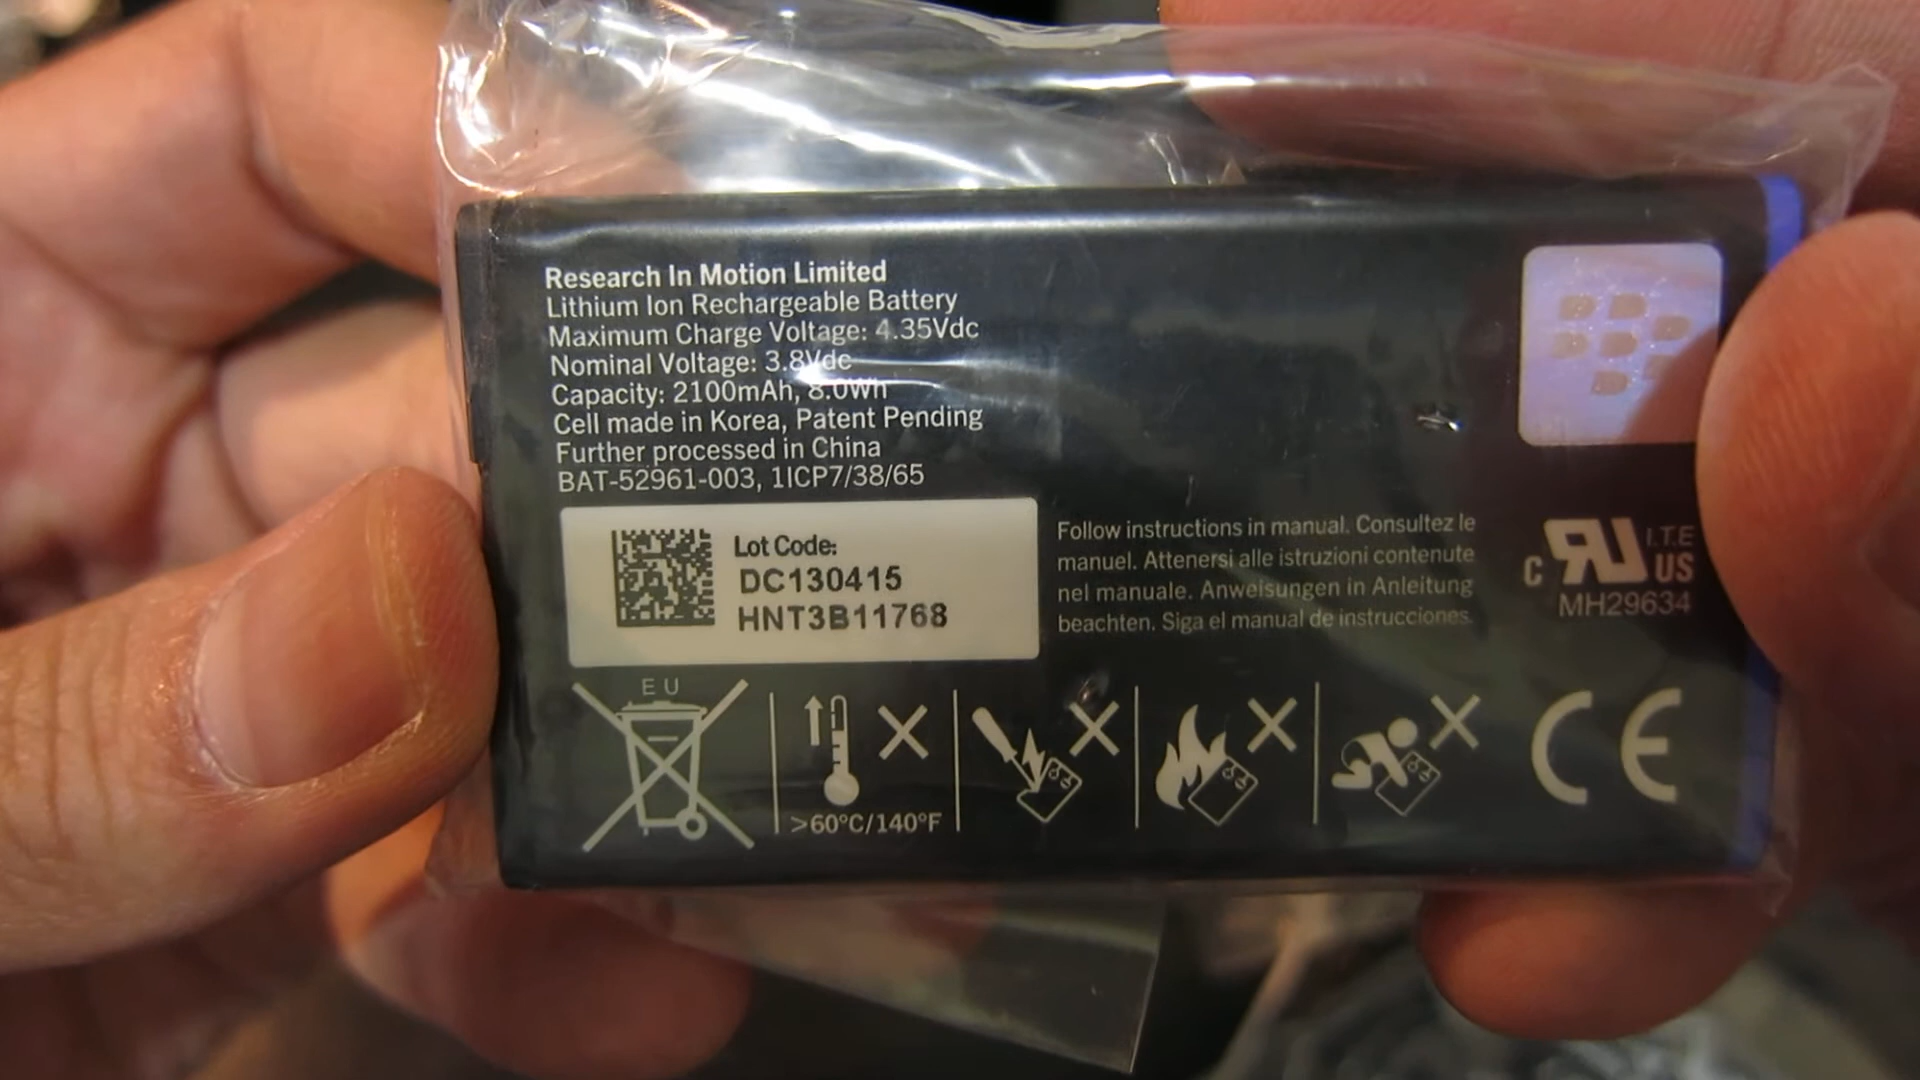 Research In Motion Limited
Lithium Ion Rechargeable Battery
Maximum Charge Voltage: 4.35Vdc
Nominal Voltage: 3.8Vdc
Capacity: 2100mAh, 8.0Wh
Cell made in Korea, Patent Pending
Further processed in China
BAT-52961-003, 1ICP7/38/65
Lot Code:
DC130415
HNT3B11768
Follow instructions in manual. Consultez le
manuel. Attenersi alle istruzioni contenute
nel manuale. Anweisungen in Anleitung
beachten. Siga el manual de instrucciones.
c RU US I.T.E
MH29634
EU
>60°C/140°F
CE